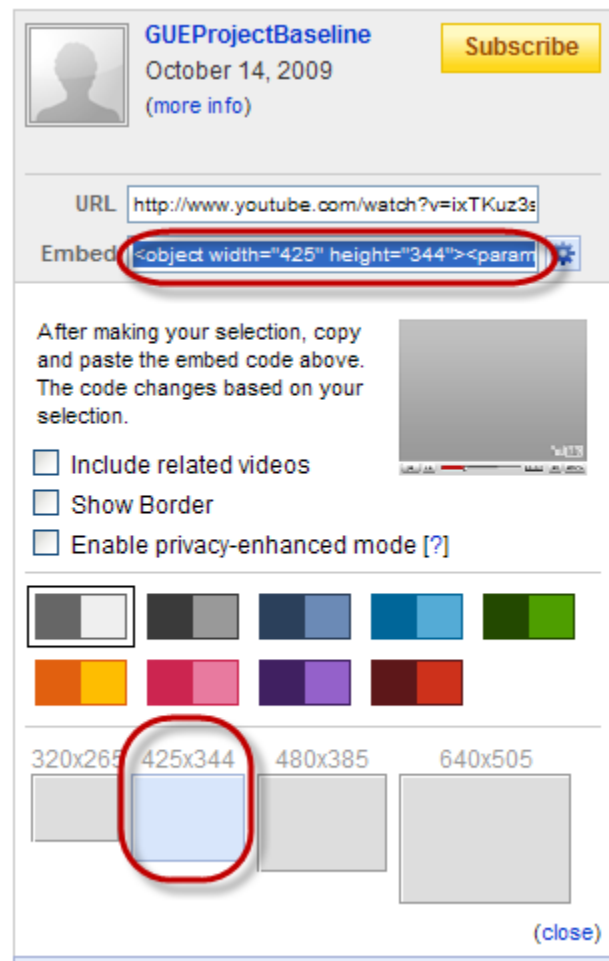 GUEProjectBaseline
Subscribe
October 14, 2009
(more info)
URL http://www.youtube.com/watch?v=ixTKuz3s
Embed <object width="425" height="344"><param
After making your selection, copy
and paste the embed code above.
The code changes based on your
selection.
Include related videos
Show Border
Enable privacy-enhanced mode [?]
320x265 425x344 480x385 640x505
(close)